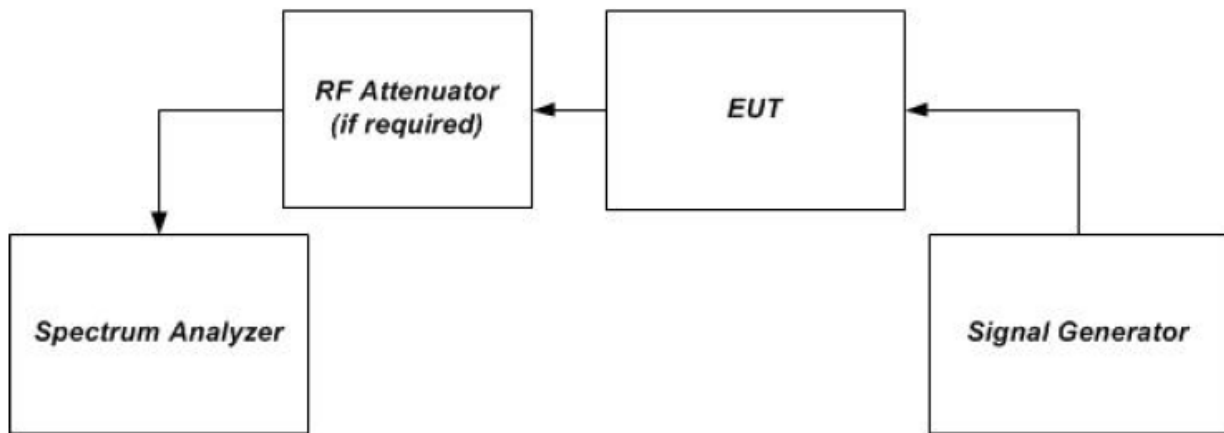 RF Attenuator
(if required)
EUT
Spectrum Analyzer
Signal Generator